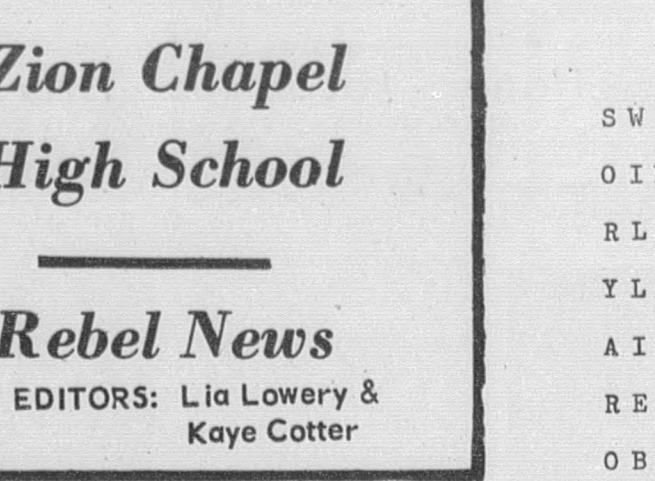 Zion Chapel
High School
Rebel News
EDITORS: Lia Lowery &
Kaye Cotter
S W
O I
R L
Y L
A I
R E
O B